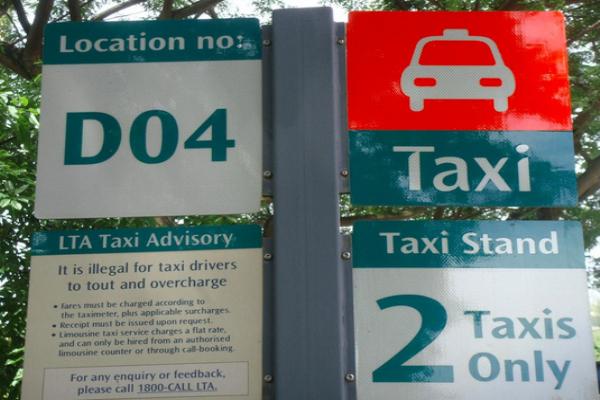 Location no:
D04
Taxi
LTA Taxi Advisory
It is illegal for taxi drivers
to tout and overcharge
• Fares must be charged according to
the taximeter, plus applicable surcharges.
• Receipt must be issued upon request.
• Limousine taxi service charges a flat rate,
and can only be hired from an authorised
limousine counter or through call-booking.
For any enquiry or feedback,
please call 1800-CALL LTA.
Taxi Stand
2 Taxis
Only